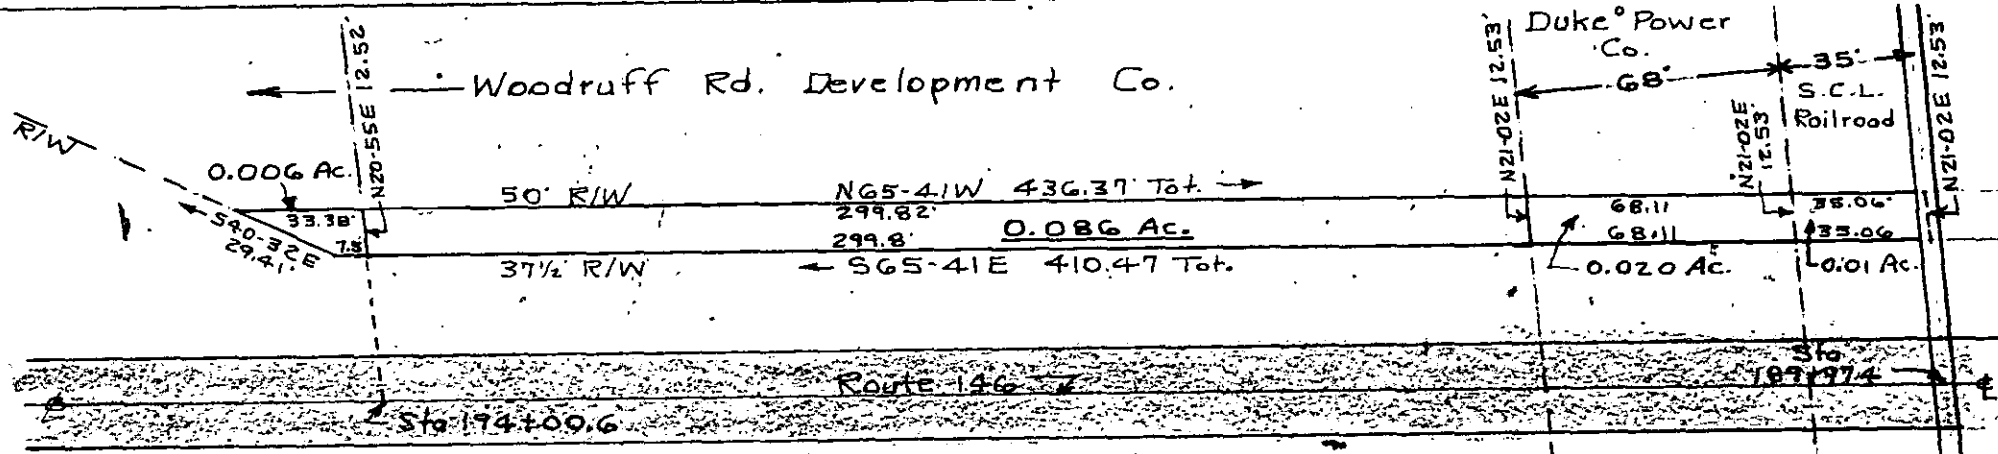 N20-55E 12.52'
Woodruff Rd. Development Co.
N21-02E 12.53'
Duke Power
Co.
68'
35'
S.C.L.
Railroad
N21-02E
12.53'
N21-02E 12.53'
R/W
0.006 Ac.
50' R/W
N65-41W 436.37' Tot.
33.38'
299.82'
68.11
35.06'
S40-32E
29.41'
7.5'
299.8'
0.086 Ac.
68.11
35.06
37½' R/W
S65-41E 410.47 Tot.
0.020 Ac.
0.01 Ac.
Route 146
Sta
189+974
Sta 194+00.6